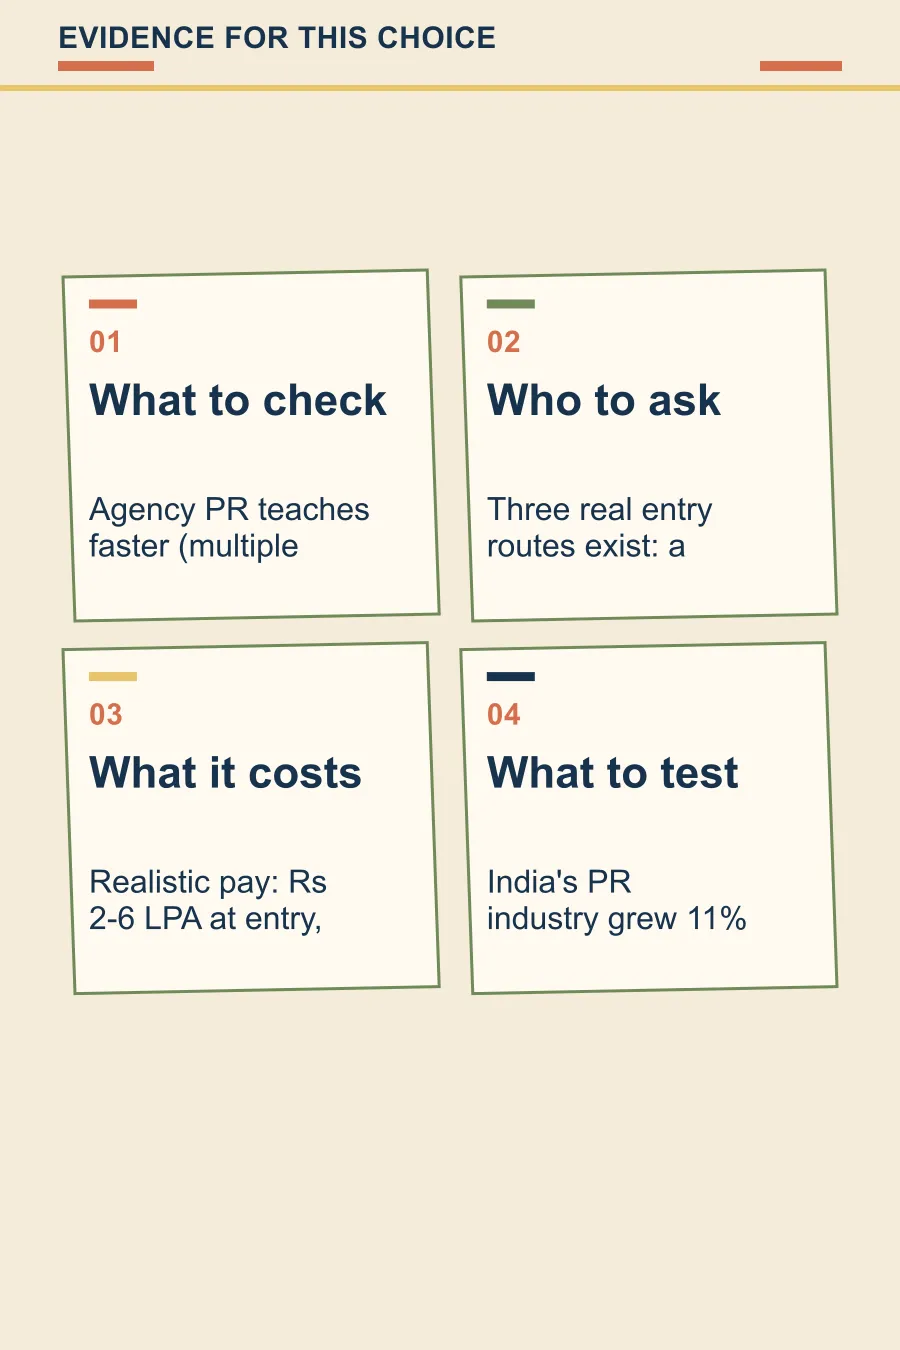 EVIDENCE FOR THIS CHOICE
01
What to check
Agency PR teaches
faster (multiple
02
Who to ask
Three real entry
routes exist: a
03
What it costs
Realistic pay: Rs
2-6 LPA at entry,
04
What to test
India's PR
industry grew 11%